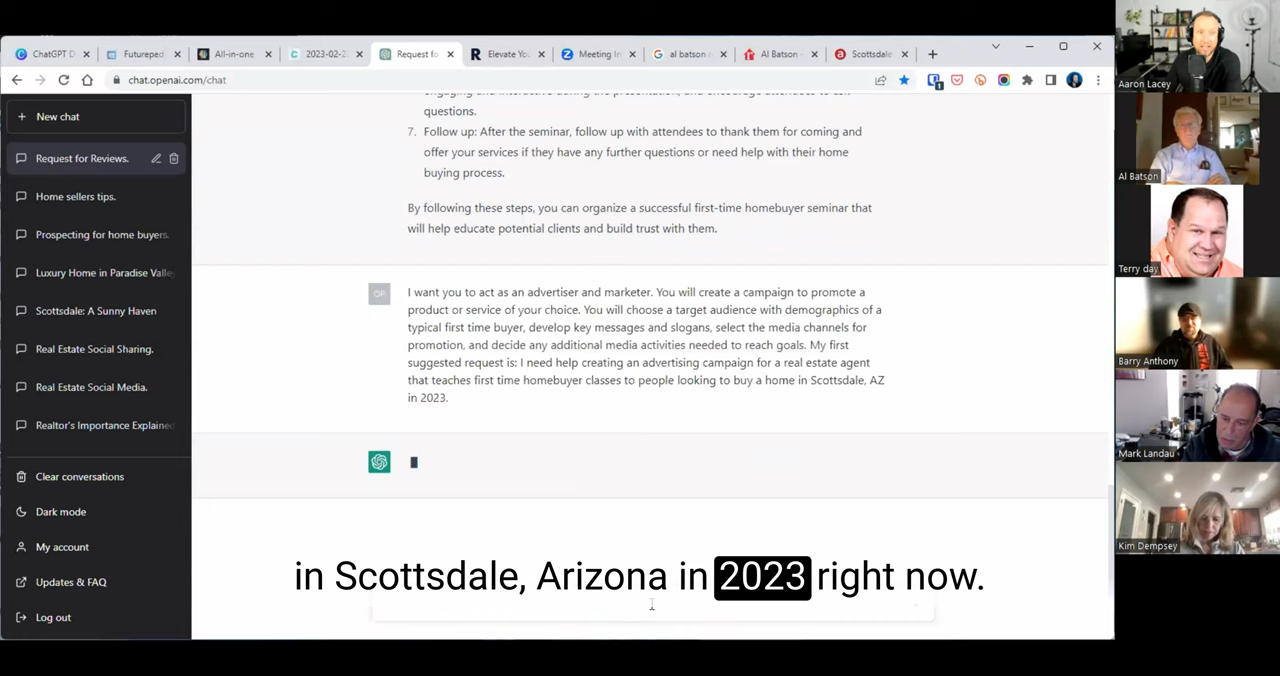 ChatGPT D
Futureped
All-in-one
2023-02-2
Request fo
Elevate Yo
Meeting In
al batson
Al Batson -
Scottsdale
chat.openai.com/chat
New chat
Request for Reviews.
Home sellers tips.
Prospecting for home buyers.
Luxury Home in Paradise Valle
Scottsdale: A Sunny Haven
Real Estate Social Sharing.
Real Estate Social Media.
Realtor's Importance Explained
Clear conversations
Dark mode
My account
Updates & FAQ
Log out
questions.
7. Follow up: After the seminar, follow up with attendees to thank them for coming and
offer your services if they have any further questions or need help with their home
buying process.
By following these steps, you can organize a successful first-time homebuyer seminar that
will help educate potential clients and build trust with them.
OP
I want you to act as an advertiser and marketer. You will create a campaign to promote a
product or service of your choice. You will choose a target audience with demographics of a
typical first time buyer, develop key messages and slogans, select the media channels for
promotion, and decide any additional media activities needed to reach goals. My first
suggested request is: I need help creating an advertising campaign for a real estate agent
that teaches first time homebuyer classes to people looking to buy a home in Scottsdale, AZ
in 2023.
in Scottsdale, Arizona in 2023 right now.
Aaron Lacey
Al Batson
Terry day
Barry Anthony
Mark Landau
Kim Dempsey